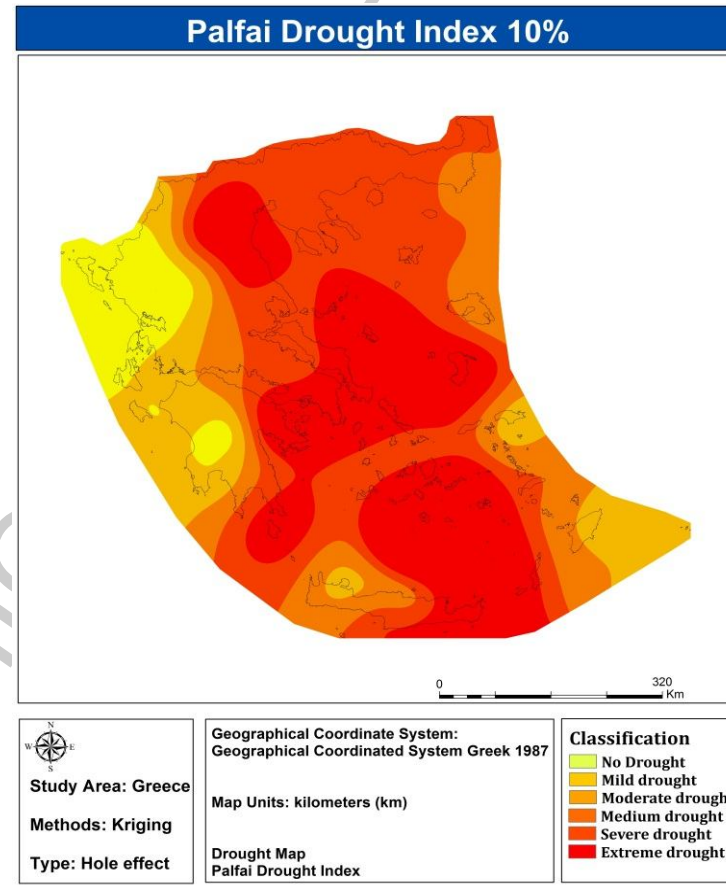 Palfai Drought Index 10%
0 320
Km
N
W E
S
Study Area: Greece
Methods: Kriging
Type: Hole effect
Geographical Coordinate System:
Geographical Coordinated System Greek 1987
Map Units: kilometers (km)
Drought Map
Palfai Drought Index
Classification
No Drought
Mild drought
Moderate drough
Medium drought
Severe drought
Extreme drought